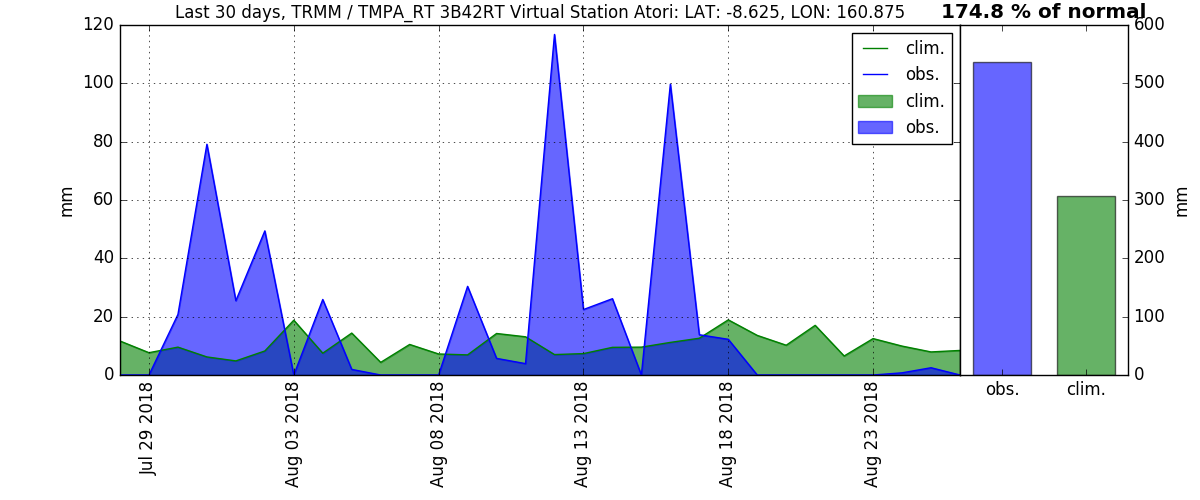 Last 30 days, TRMM / TMPA_RT 3B42RT Virtual Station Atori: LAT: -8.625, LON: 160.875
174.8 % of normal
120
100
80
60
40
20
0
mm
clim.
obs.
clim.
obs.
600
500
400
300
200
100
0
mm
Jul 29 2018
Aug 03 2018
Aug 08 2018
Aug 13 2018
Aug 18 2018
Aug 23 2018
obs.
clim.